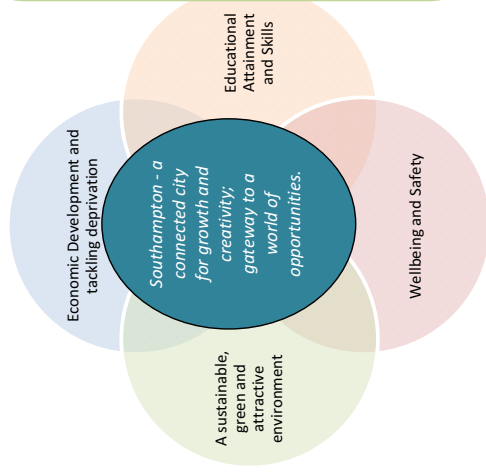 Economic Development and
tackling deprivation
Educational
Attainment
and Skills
Southampton - a
connected city
for growth and
creativity;
gateway to a
world of
opportunities.
A sustainable,
green and
attractive
environment
Wellbeing and Safety